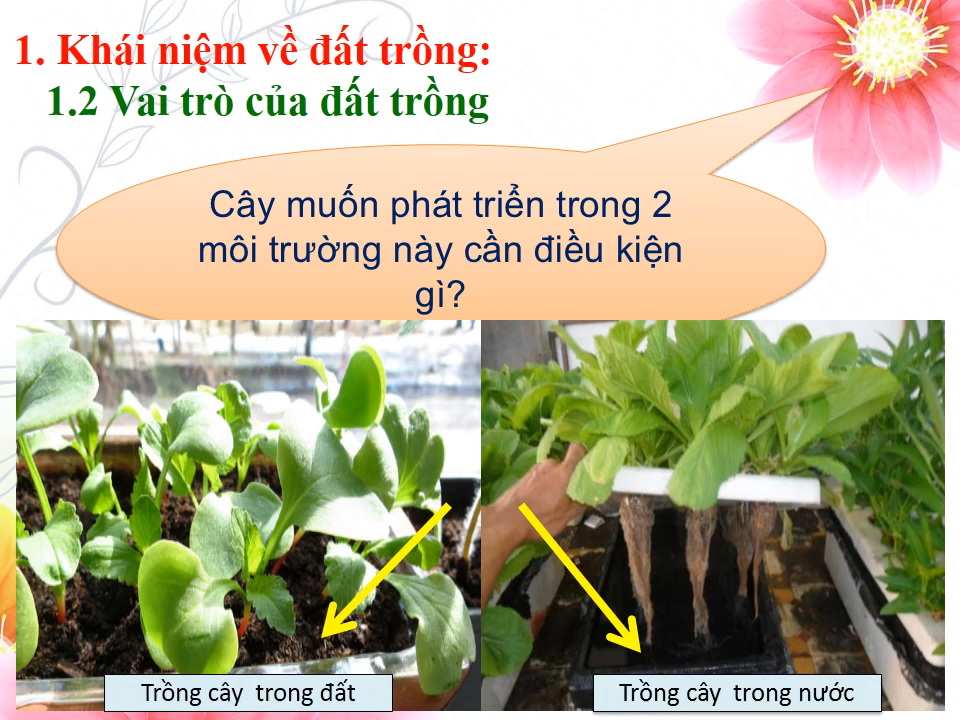 1. Khái niệm về đất trồng:
1.2 Vai trò của đất trồng
Cây muốn phát triển trong 2
môi trường này cần điều kiện
gì?
Trồng cây trong đất
Trồng cây trong nước